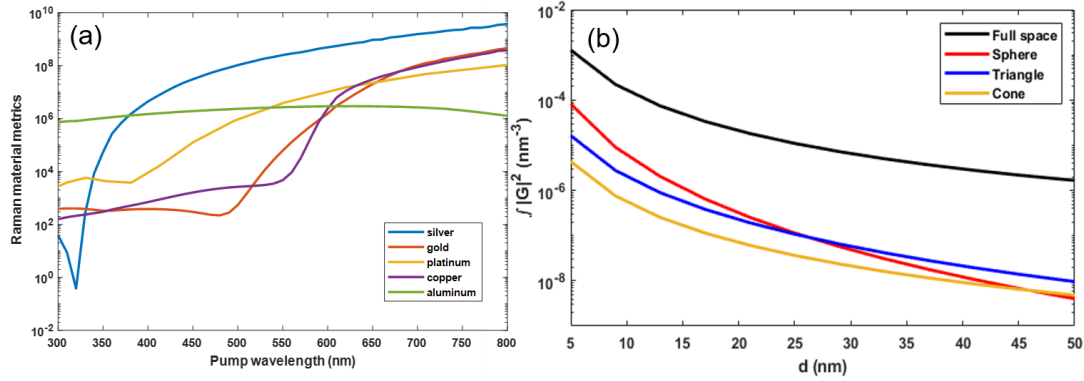 (a)
Raman material metrics
10^10
10^8
10^6
10^4
10^2
10^0
10^-2
300 350 400 450 500 550 600 650 700 750 800
Pump wavelength (nm)
silver
gold
platinum
copper
aluminum
(b)
∫|G|^2 (nm^-3)
10^-2
10^-4
10^-6
10^-8
5 10 15 20 25 30 35 40 45 50
d (nm)
Full space
Sphere
Triangle
Cone